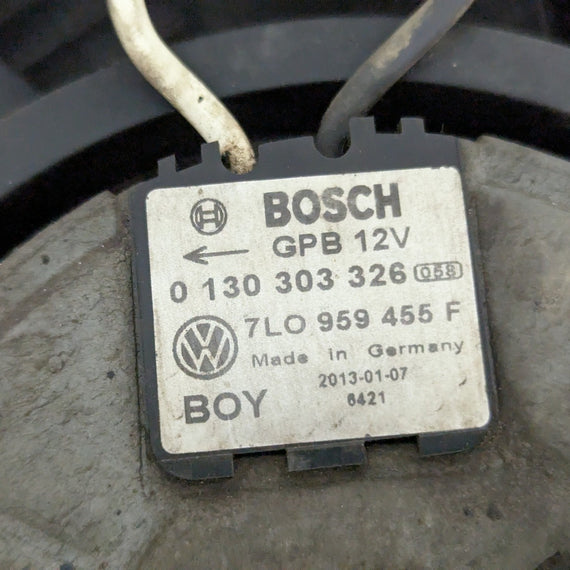 BOSCH
GPB 12V
0 130 303 326 058
7L0 959 455 F
Made in Germany
2013-01-07
BOY 6421